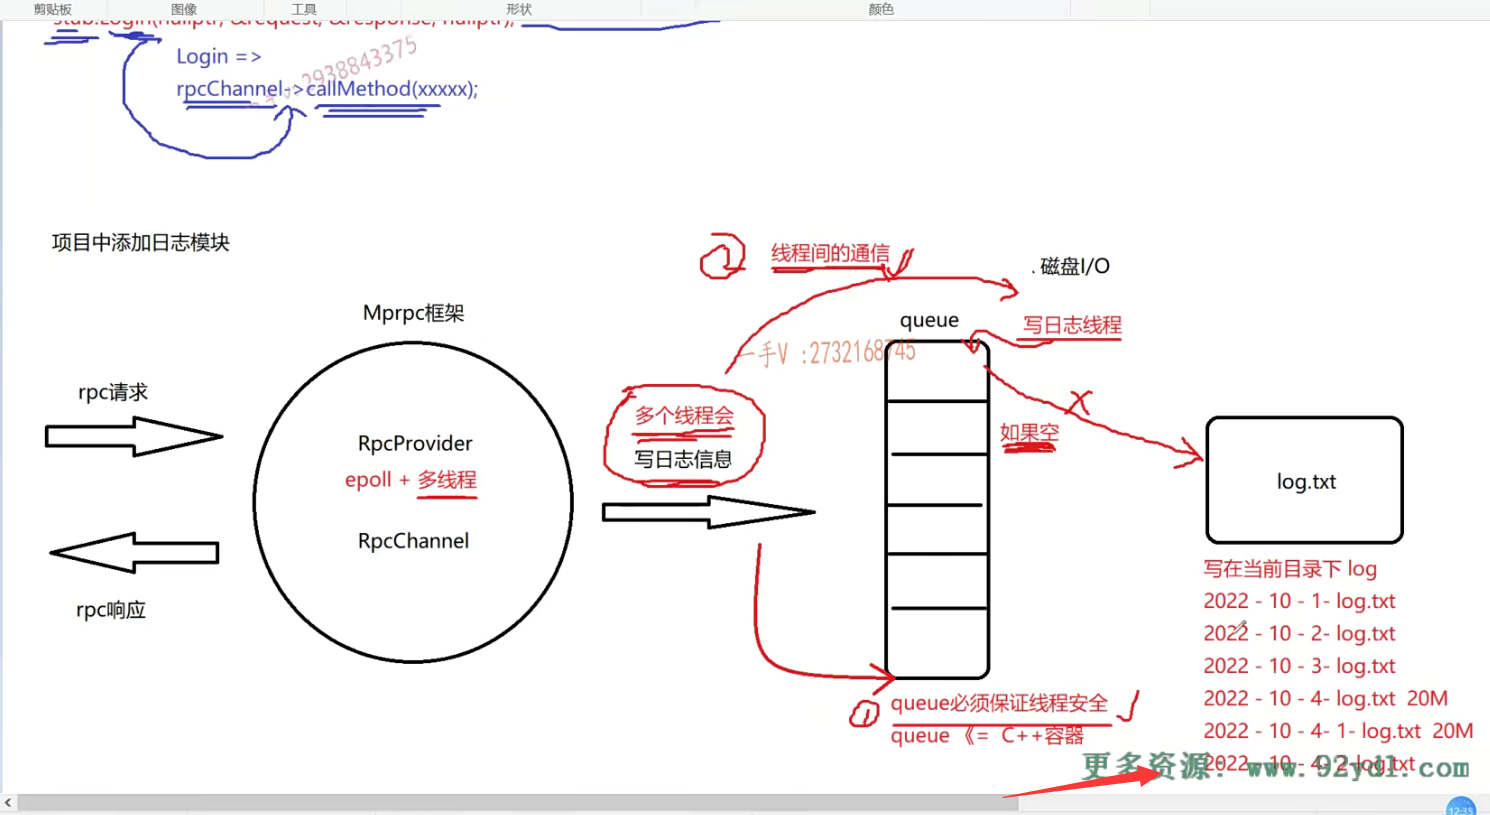 剪贴板
图像
工具
形状
颜色
stub.Login(nullptr, &request, &response, nullptr);
Login =>
rpcChannel->callMethod(xxxxx);
2938843375
项目中添加日志模块
② 线程间的通信
. 磁盘I/O
Mprpc框架
queue
写日志线程
一手V :2732168745
rpc请求
多个线程会
写日志信息
如果空
RpcProvider
epoll + 多线程
RpcChannel
log.txt
rpc响应
写在当前目录下 log
2022 - 10 - 1- log.txt
2022 - 10 - 2- log.txt
2022 - 10 - 3- log.txt
2022 - 10 - 4- log.txt 20M
2022 - 10 - 4- 1- log.txt 20M
2022 - 10 - 4- 2-log.txt
① queue必须保证线程安全
queue 《= C++容器
更多资源: www.92ydl.com
12:35